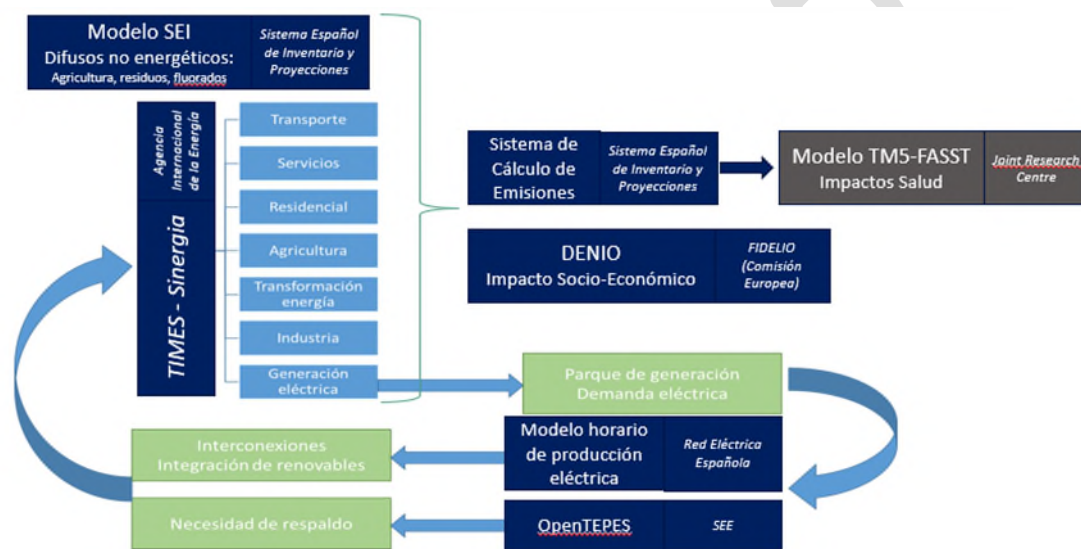 Modelo SEI
Difusos no energéticos:
Agricultura, residuos, fluorados
Sistema Español
de Inventario y
Proyecciones
Agencia
Internacional
de la Energía
TIMES - Sinergia
Transporte
Servicios
Residencial
Agricultura
Transformación
energía
Industria
Generación
eléctrica
Sistema de
Cálculo de
Emisiones
Sistema Español
de Inventario y
Proyecciones
Modelo TM5-FASST
Impactos Salud
Joint Research
Centre
DENIO
Impacto Socio-Económico
FIDELIO
(Comisión
Europea)
Parque de generación
Demanda eléctrica
Interconexiones
Integración de renovables
Modelo horario
de producción
eléctrica
Red Eléctrica
Española
Necesidad de respaldo
OpenTEPES
SEE